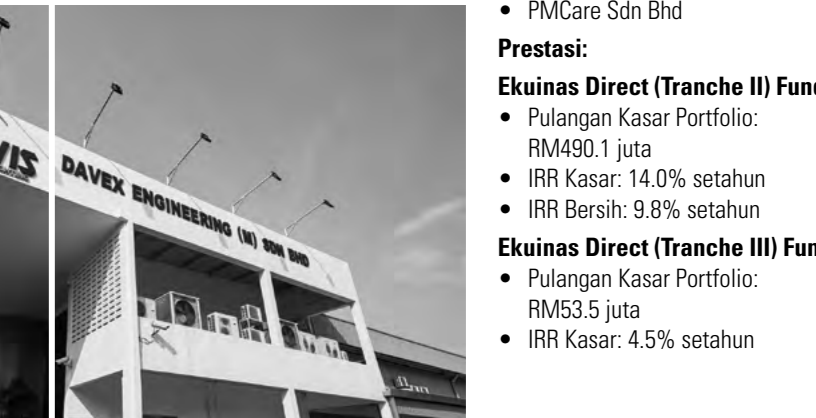 VIS
DAVEX ENGINEERING (M) SDN BHD
• PMCare Sdn Bhd
Prestasi:
Ekuinas Direct (Tranche II) Fund
• Pulangan Kasar Portfolio:
RM490.1 juta
• IRR Kasar: 14.0% setahun
• IRR Bersih: 9.8% setahun
Ekuinas Direct (Tranche III) Fun
• Pulangan Kasar Portfolio:
RM53.5 juta
• IRR Kasar: 4.5% setahun